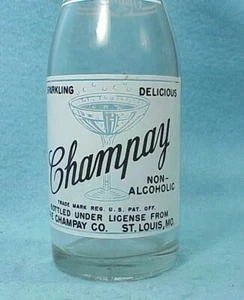 SPARKLING DELICIOUS
Champay
NON-
ALCOHOLIC
TRADE MARK REG. U.S. PAT. OFF.
BOTTLED UNDER LICENSE FROM
THE CHAMPAY CO. ST. LOUIS, MO.